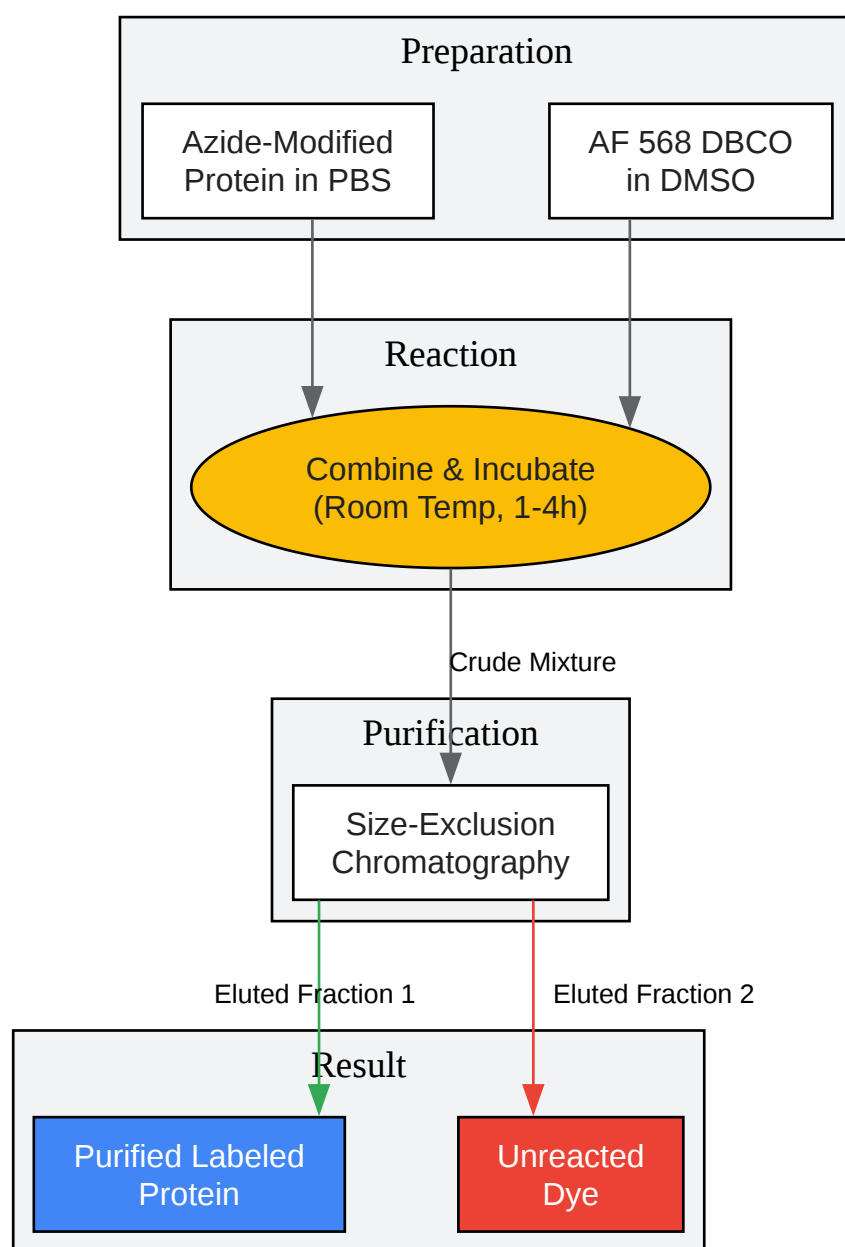 Preparation
Azide-Modified
Protein in PBS
AF 568 DBCO
in DMSO
Reaction
Combine & Incubate
(Room Temp, 1-4h)
Crude Mixture
Purification
Size-Exclusion
Chromatography
Eluted Fraction 1
Eluted Fraction 2
Result
Purified Labeled
Protein
Unreacted
Dye